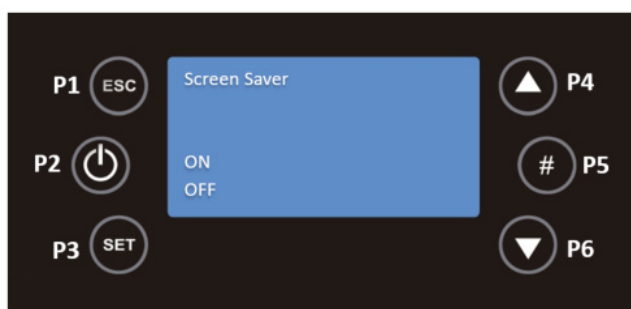 P1 ESC
Screen Saver
P4
P2
ON
# P5
OFF
P3 SET
P6